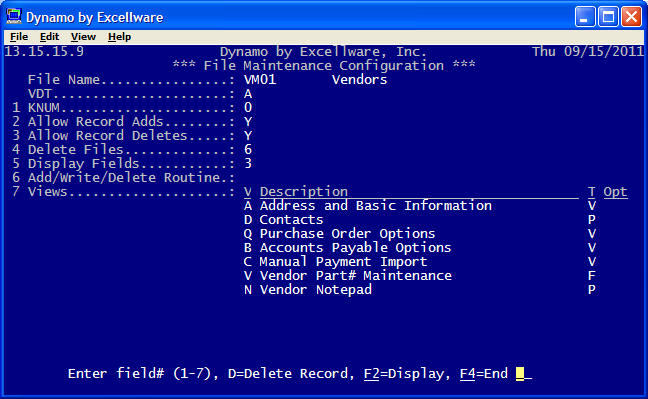 Dynamo by Excellware
File Edit View Help
13.15.15.9 Dynamo by Excellware, Inc. Thu 09/15/2011
*** File Maintenance Configuration ***
File Name................: VM01 Vendors
VDT......................: A
1 KNUM.....................: 0
2 Allow Record Adds........: Y
3 Allow Record Deletes.....: Y
4 Delete Files.............: 6
5 Display Fields...........: 3
6 Add/Write/Delete Routine.:
7 Views....................: V Description T Opt
A Address and Basic Information V
D Contacts P
Q Purchase Order Options V
B Accounts Payable Options V
C Manual Payment Import V
V Vendor Part# Maintenance F
N Vendor Notepad P
Enter field# (1-7), D=Delete Record, F2=Display, F4=End